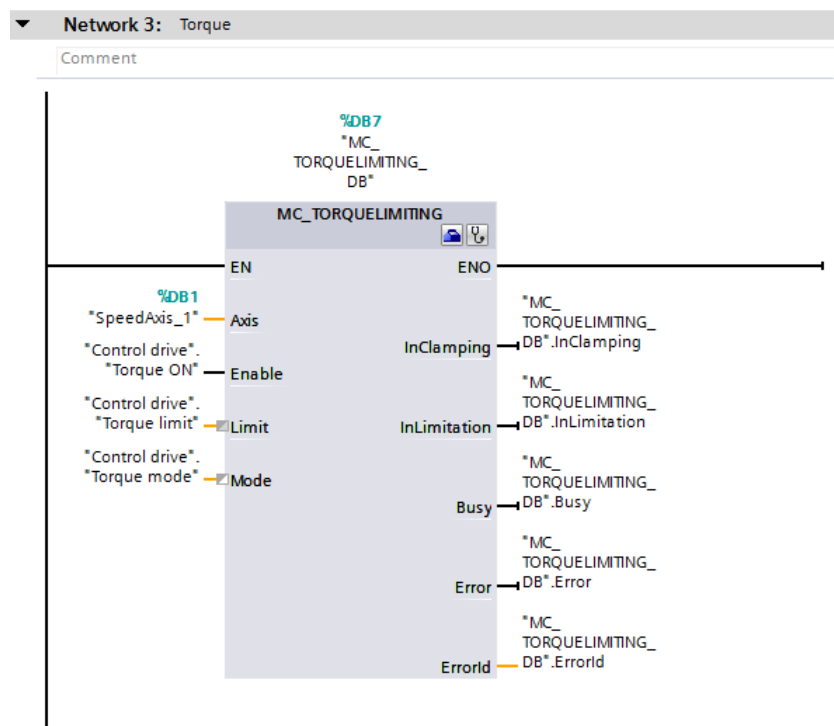 Network 3: Torque
Comment
%DB7
"MC_
TORQUELIMITING_
DB"
MC_TORQUELIMITING
EN
ENO
%DB1
"SpeedAxis_1"
Axis
"MC_
TORQUELIMITING_
DB".InClamping
InClamping
"Control drive".
"Torque ON"
Enable
"MC_
TORQUELIMITING_
DB".InLimitation
InLimitation
"Control drive".
"Torque limit"
Limit
"Control drive".
"Torque mode"
Mode
"MC_
TORQUELIMITING_
DB".Busy
Busy
"MC_
TORQUELIMITING_
DB".Error
Error
"MC_
TORQUELIMITING_
DB".ErrorId
ErrorId